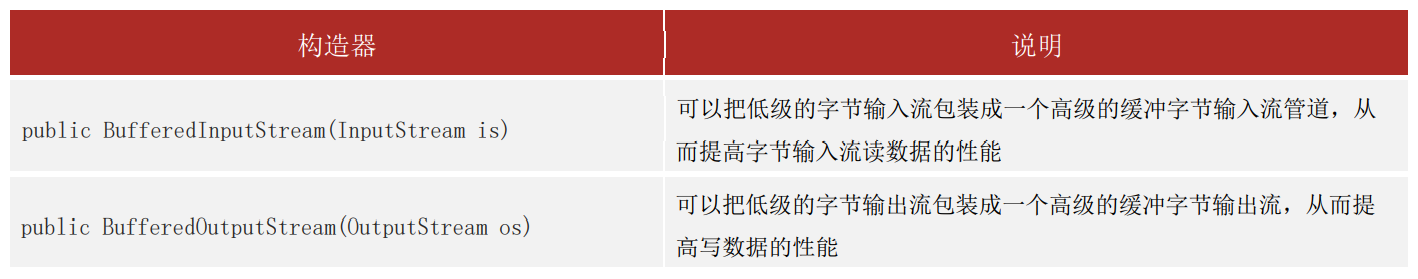 构造器
说明
public BufferedInputStream(InputStream is)
可以把低级的字节输入流包装成一个高级的缓冲字节输入流管道，从
而提高字节输入流读数据的性能
public BufferedOutputStream(OutputStream os)
可以把低级的字节输出流包装成一个高级的缓冲字节输出流，从而提
高写数据的性能